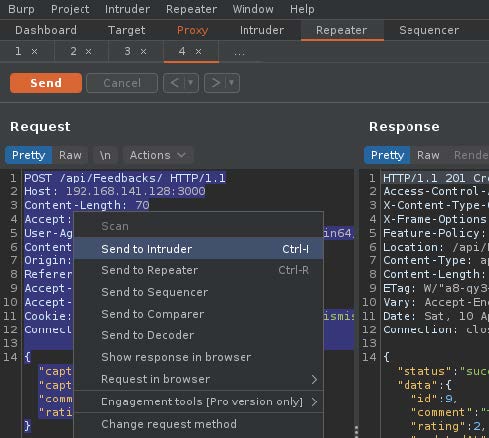 Burp Project Intruder Repeater Window Help
Dashboard Target Proxy Intruder Repeater Sequencer
1 × 2 × 3 × 4 × ...
Send Cancel < ▾ > ▾
Request Response
Pretty Raw \n Actions Pretty Raw Rende
1 POST /api/Feedbacks/ HTTP/1.1
2 Host: 192.168.141.128:3000
3 Content-Length: 70
4 Accept:
5 User-Ag in64.
6 Content
7 Origin:
8 Referer
9 Accept-
10 Accept-
11 Cookie: ismis
12 Connect
13
14 {
"capt
"capt
"comm
"rati
}
Scan
Send to Intruder Ctrl-I
Send to Repeater Ctrl-R
Send to Sequencer
Send to Comparer
Send to Decoder
Show response in browser
Request in browser >
Engagement tools [Pro version only] >
Change request method
1 HTTP/1.1 201 Cre
2 Access-Control-
3 X-Content-Type-
4 X-Frame-Options
5 Feature-Policy:
6 Location: /api/
7 Content-Type: ap
8 Content-Length:
9 ETag: W/"a8-qy3
10 Vary: Accept-Enc
11 Date: Sat, 10 Ap
12 Connection: clos
13
14 {
"status":"succ
"data":{
"id":9,
"comment":"
"rating":2,